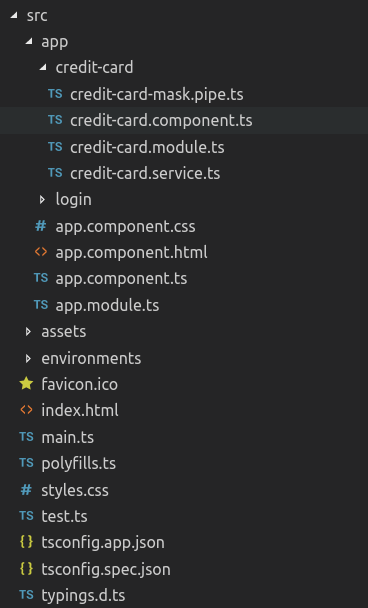 src
app
credit-card
TS credit-card-mask.pipe.ts
TS credit-card.component.ts
TS credit-card.module.ts
TS credit-card.service.ts
login
# app.component.css
<> app.component.html
TS app.component.ts
TS app.module.ts
assets
environments
favicon.ico
<> index.html
TS main.ts
TS polyfills.ts
# styles.css
TS test.ts
{} tsconfig.app.json
{} tsconfig.spec.json
TS typings.d.ts